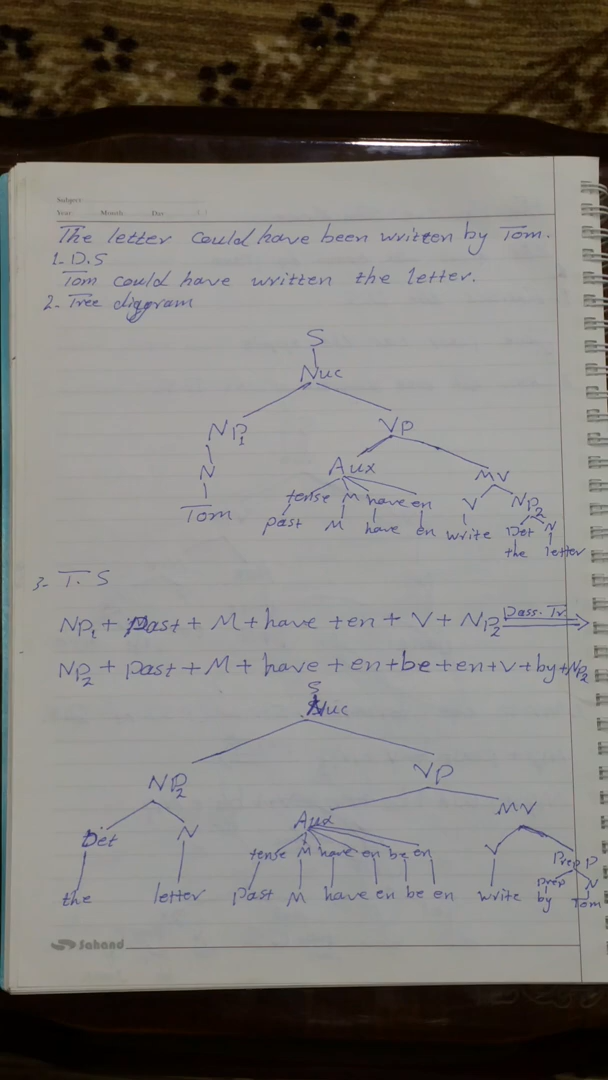 Subject
Year Month Day
The letter could have been written by Tom.
1- D.S
Tom could have written the letter.
2- Tree digram
S
Nuc
NP1 VP
N Aux MV
Tom tense M have en V NP2
past M have en write Det N
the letter
3- T.S
NP1 + past + M + have + en + V + NP2 Pass. Tr. ⇒
NP2 + past + M + have + en + be + en + V + by + NP2
S
Nuc
NP2 VP
Det N Aux MV
tense M have en be en V Prep P
the letter past M have en be en write Prep N
by Tom
Sahand